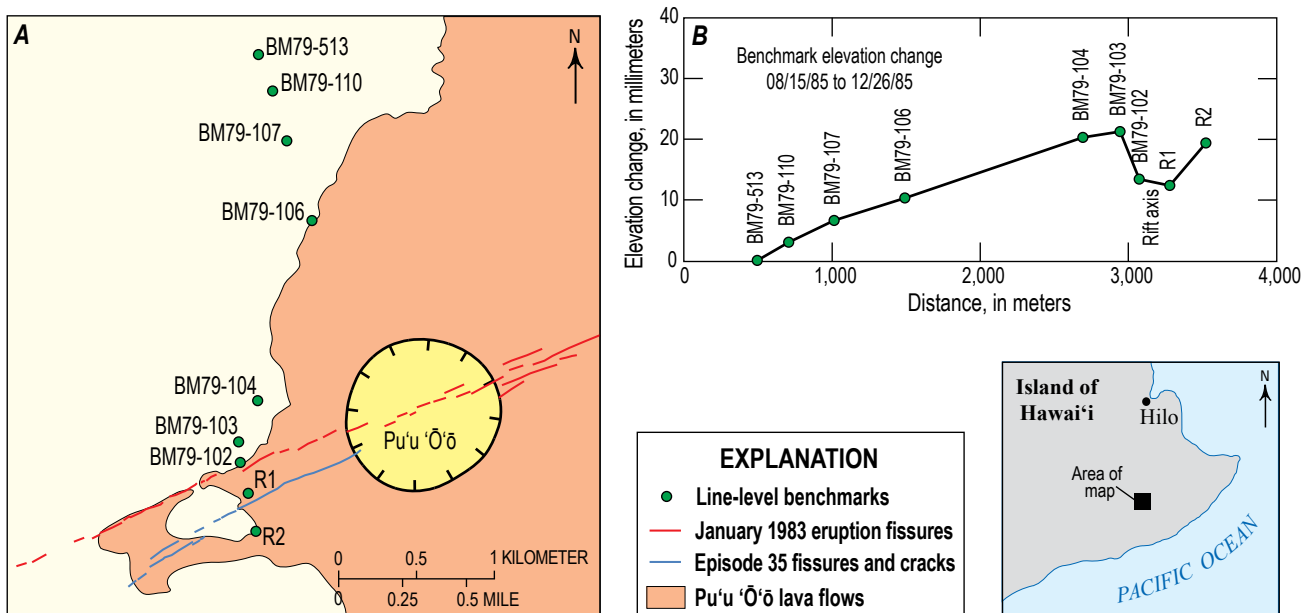 A
BM79-513
BM79-110
BM79-107
BM79-106
BM79-104
BM79-103
BM79-102
R1
R2
Pu‘u ‘Ō‘ō
N
0 0.5 1 KILOMETER
0 0.25 0.5 MILE
B
Benchmark elevation change
08/15/85 to 12/26/85
Elevation change, in millimeters
40
30
20
10
0
BM79-513
BM79-110
BM79-107
BM79-106
BM79-104
BM79-103
BM79-102
Rift axis
R1
R2
0 1,000 2,000 3,000 4,000
Distance, in meters
EXPLANATION
Line-level benchmarks
January 1983 eruption fissures
Episode 35 fissures and cracks
Pu‘u ‘Ō‘ō lava flows
Island of
Hawai‘i
N
Hilo
Area of
map
PACIFIC OCEAN